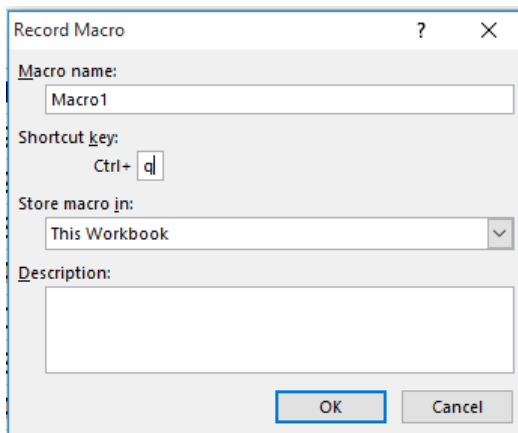 Record Macro ?
Macro name:
Macro1
Shortcut key:
Ctrl+ q
Store macro in:
This Workbook
Description:
OK Cancel